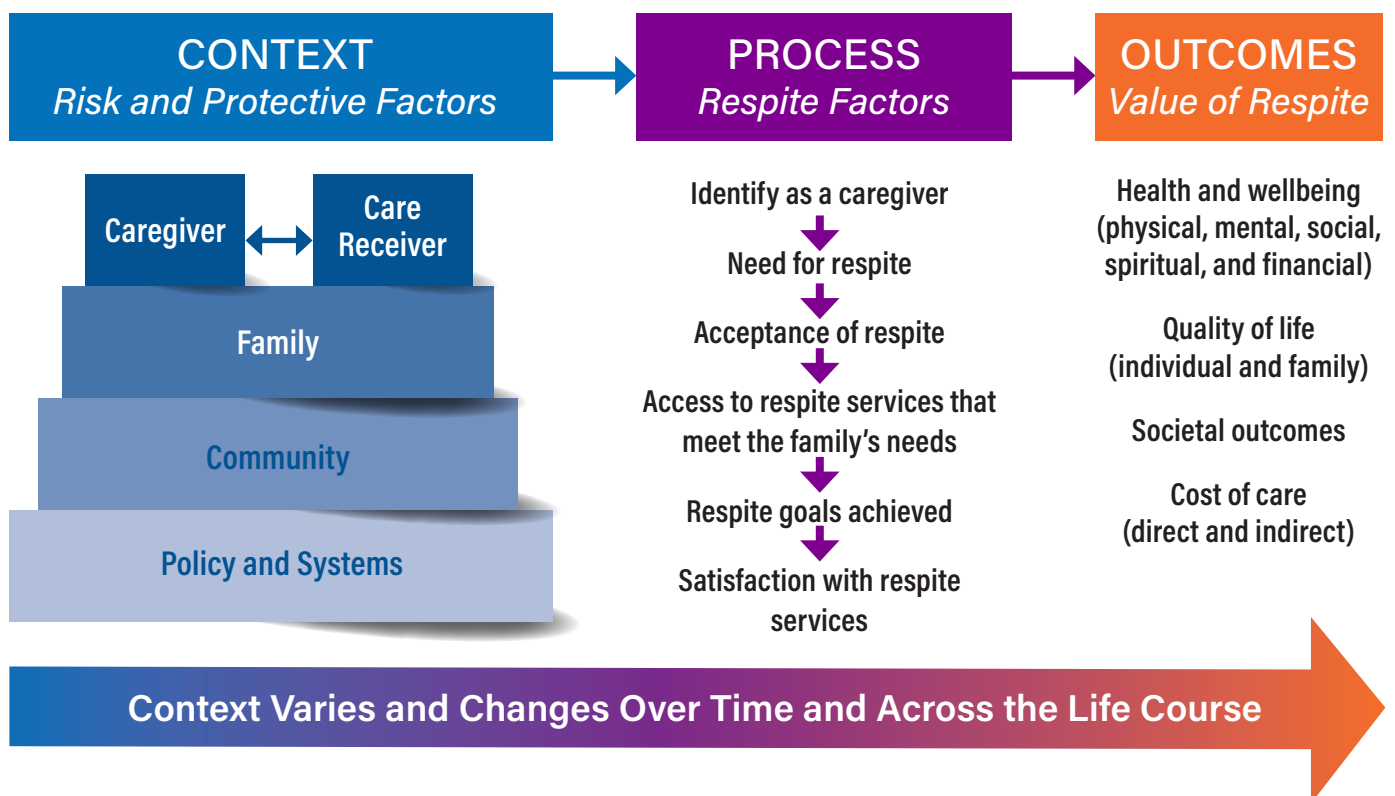 CONTEXT
Risk and Protective Factors
PROCESS
Respite Factors
OUTCOMES
Value of Respite
Caregiver
Care
Receiver
Family
Community
Policy and Systems
Identify as a caregiver
Need for respite
Acceptance of respite
Access to respite services that
meet the family’s needs
Respite goals achieved
Satisfaction with respite
services
Health and wellbeing
(physical, mental, social,
spiritual, and financial)
Quality of life
(individual and family)
Societal outcomes
Cost of care
(direct and indirect)
Context Varies and Changes Over Time and Across the Life Course